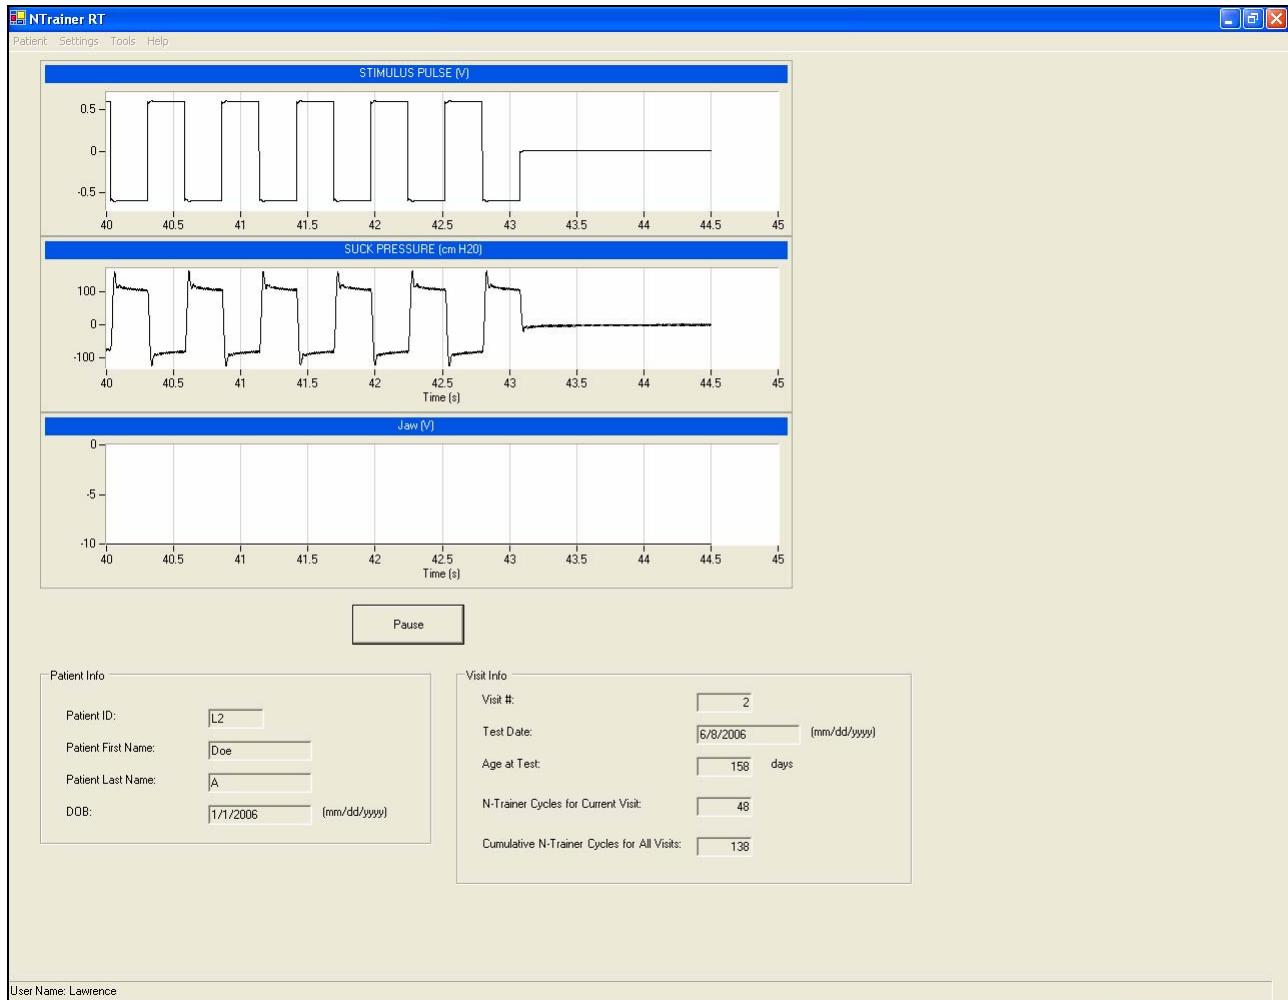 NTrainer RT
Patient Settings Tools Help
STIMULUS PULSE (V)
0.5
0
-0.5
40 40.5 41 41.5 42 42.5 43 43.5 44 44.5 45
SUCK PRESSURE (cm H20)
100
0
-100
40 40.5 41 41.5 42 42.5 43 43.5 44 44.5 45
Time (s)
Jaw (V)
0
-5
-10
40 40.5 41 41.5 42 42.5 43 43.5 44 44.5 45
Time (s)
Pause
Patient Info
Patient ID: L2
Patient First Name: Doe
Patient Last Name: A
DOB: 1/1/2006 (mm/dd/yyyy)
Visit Info
Visit #: 2
Test Date: 6/8/2006 (mm/dd/yyyy)
Age at Test: 158 days
N-Trainer Cycles for Current Visit: 48
Cumulative N-Trainer Cycles for All Visits: 138
User Name: Lawrence